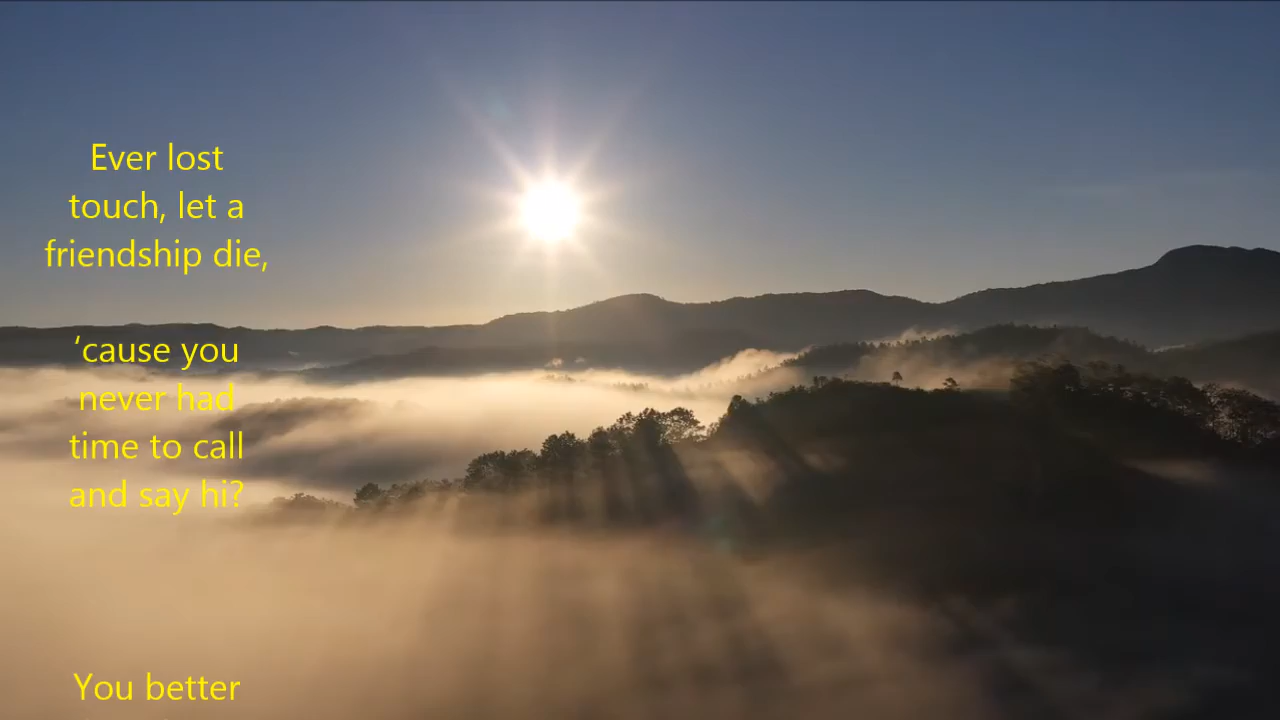 Ever lost
touch, let a
friendship die,
‘cause you
never had
time to call
and say hi?
You better